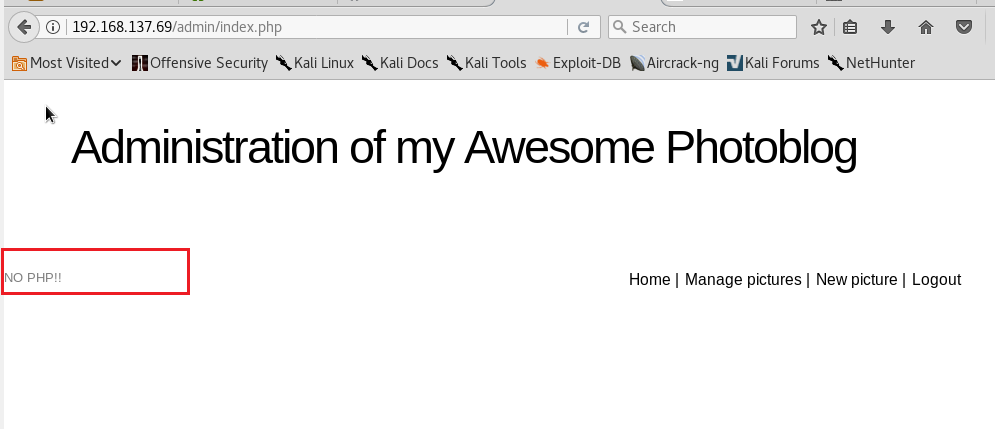 192.168.137.69/admin/index.php Search
Most Visited Offensive Security Kali Linux Kali Docs Kali Tools Exploit-DB Aircrack-ng Kali Forums NetHunter
Administration of my Awesome Photoblog
NO PHP!! Home | Manage pictures | New picture | Logout